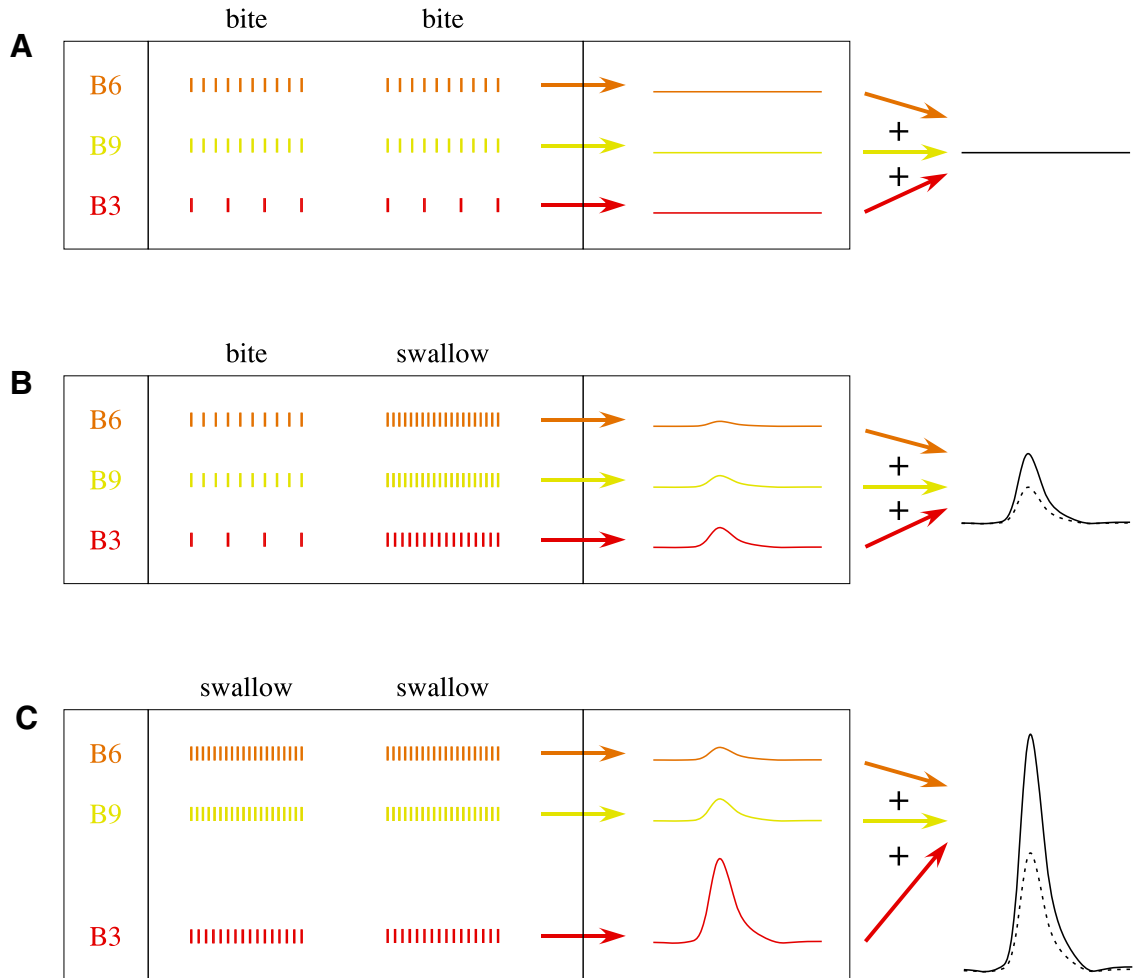 bite bite
A
B6
B9
B3
+
+
bite swallow
B
B6
B9
B3
+
+
swallow swallow
C
B6
B9
B3
+
+